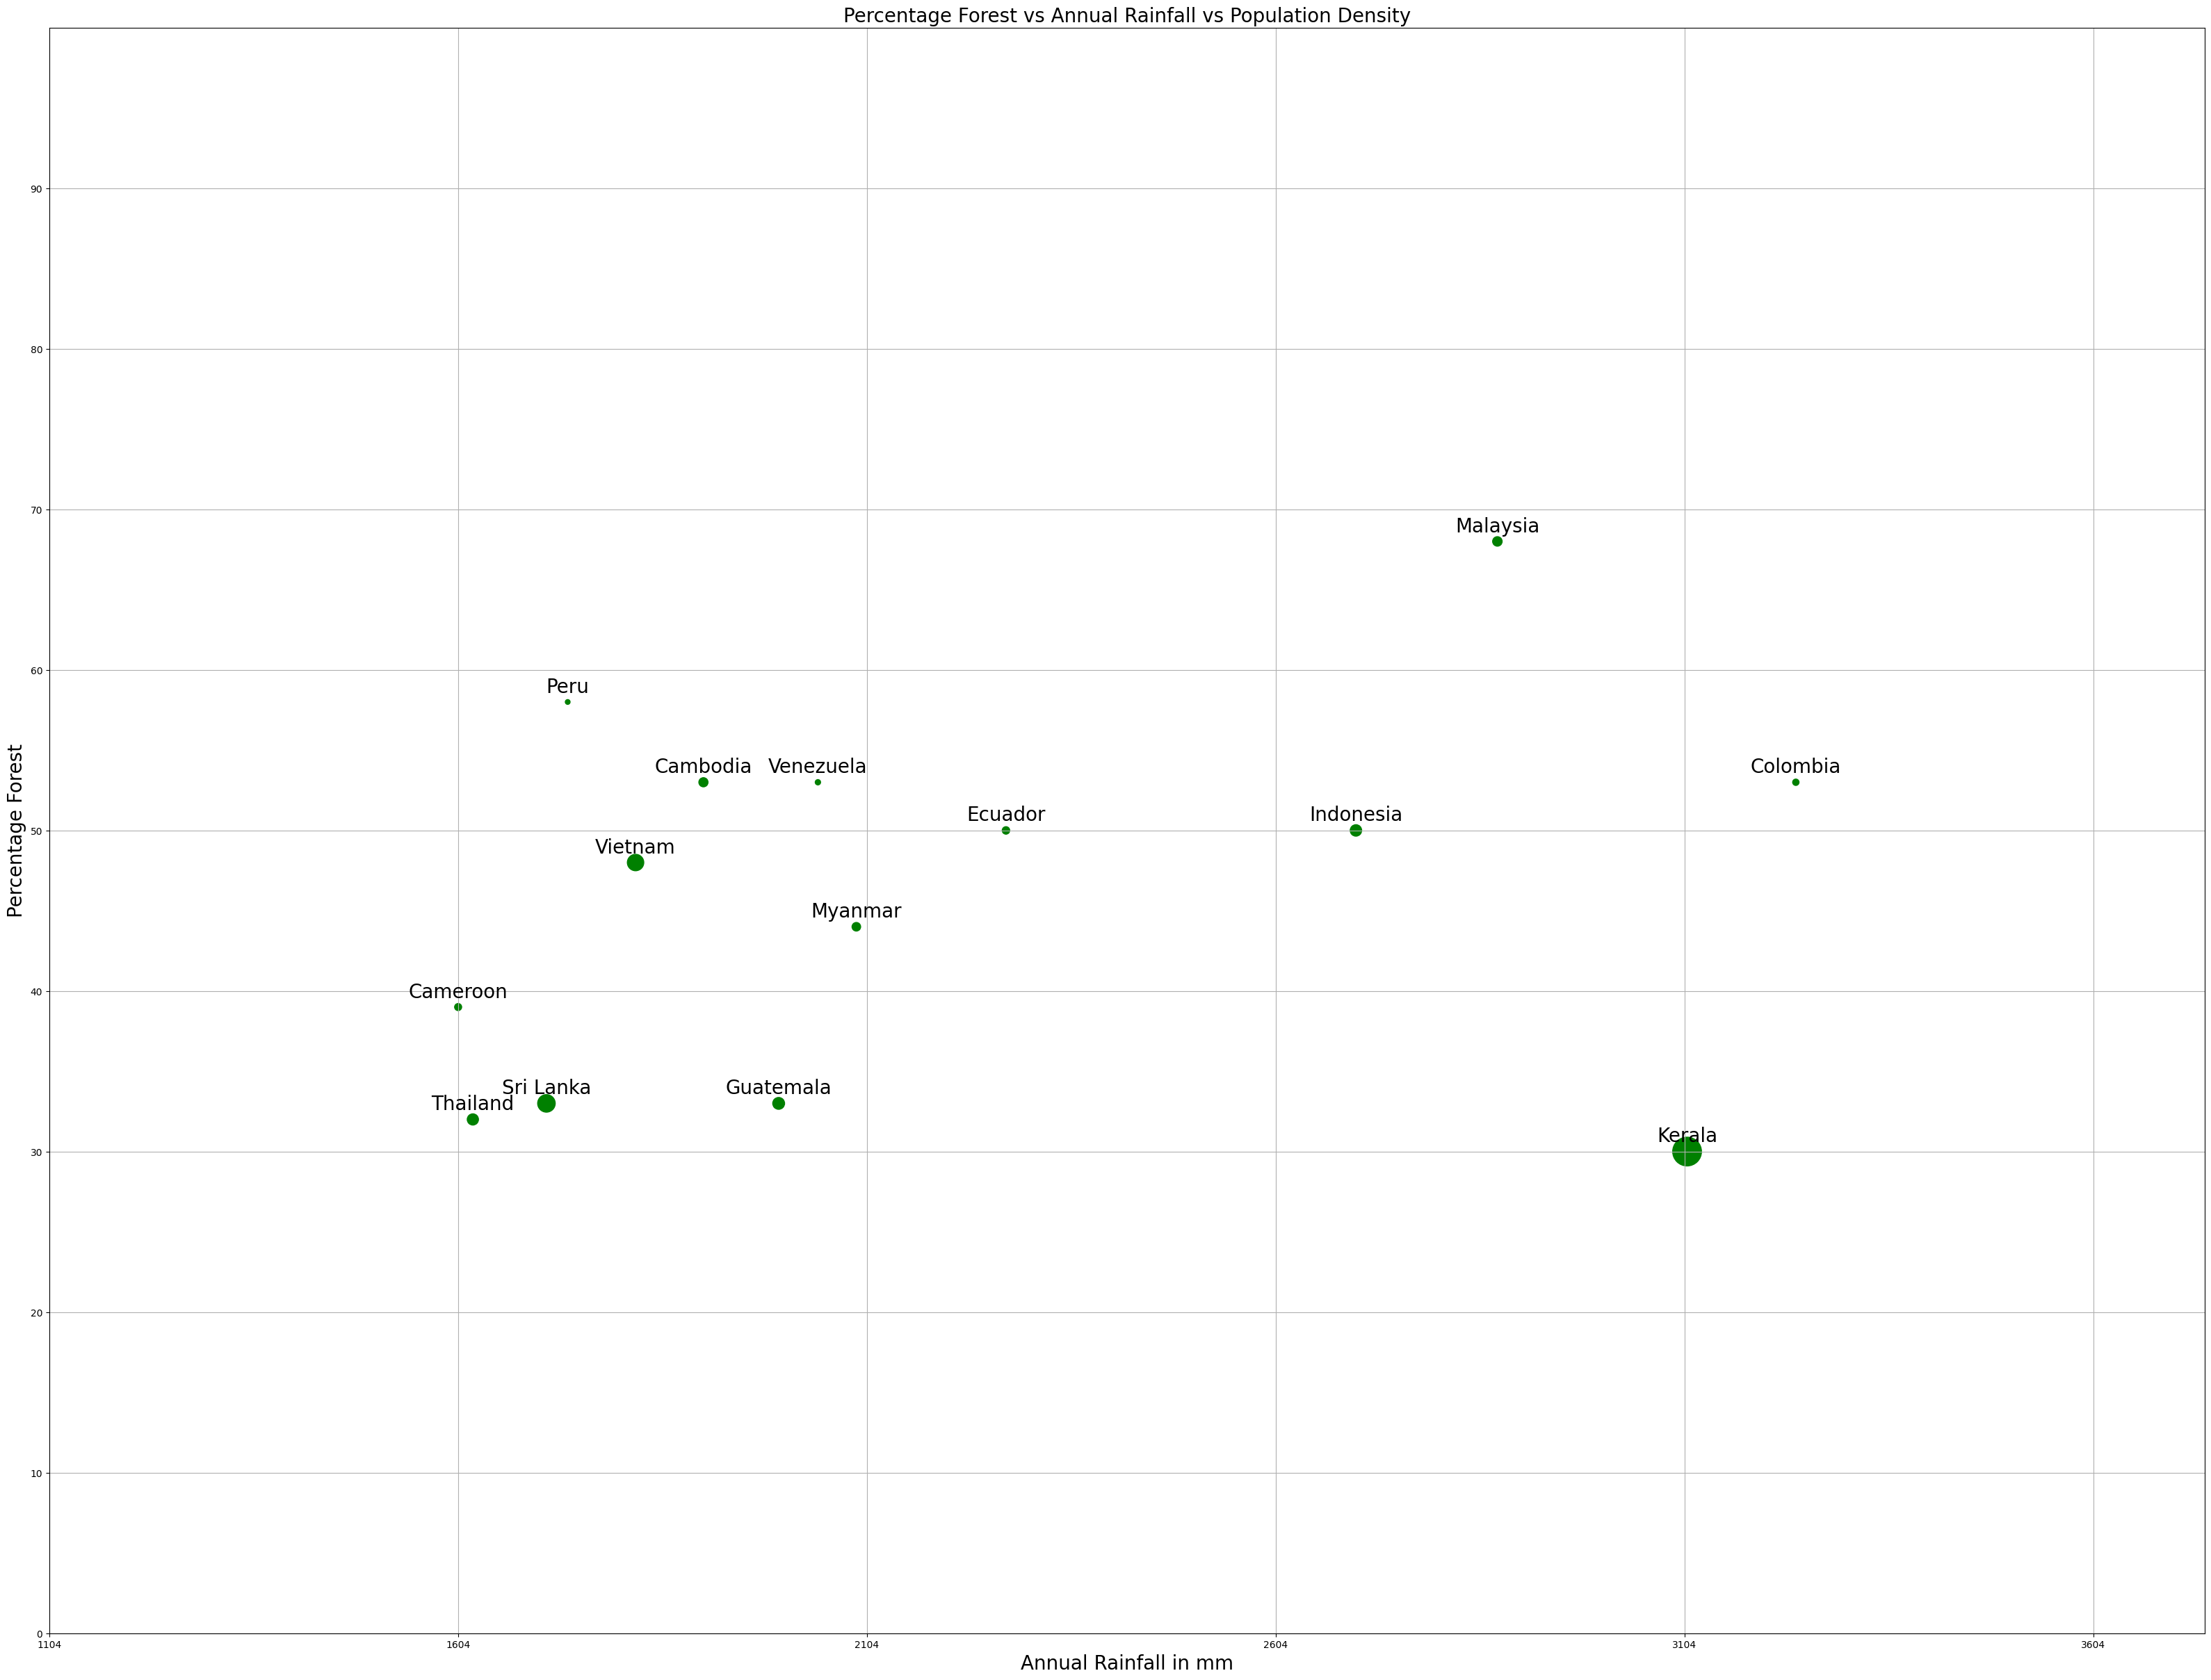 Percentage Forest vs Annual Rainfall vs Population Density
90
80
70
Malaysia
60
Peru
Cambodia
Venezuela
Colombia
Percentage Forest
Ecuador
Indonesia
50
Vietnam
Myanmar
40
Cameroon
Sri Lanka
Guatemala
Thailand
Kerala
30
20
10
0
1104
1604
2104
2604
3104
3604
Annual Rainfall in mm